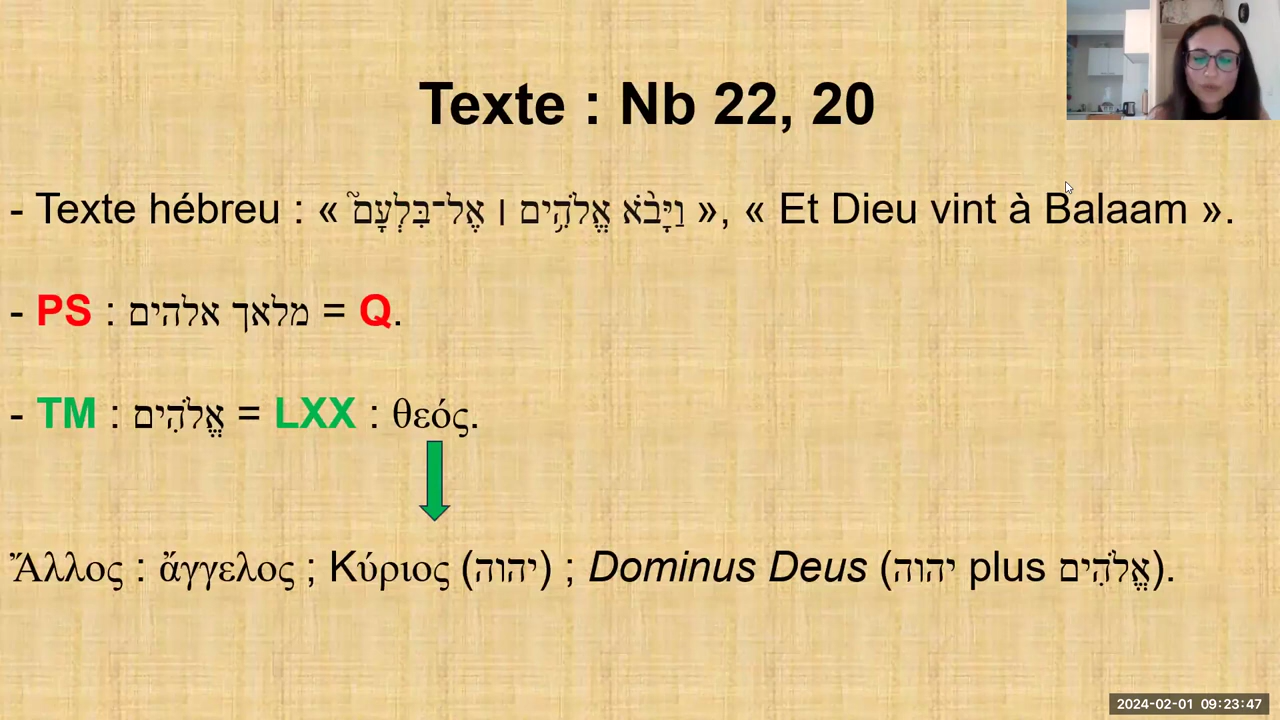 Texte : Nb 22, 20
- Texte hébreu : « וַיָּבֹ֨א אֱלֹהִ֥ים ׀ אֶל־בִּלְעָם֮ », « Et Dieu vint à Balaam ».
- PS : מלאך אלהים = Q.
- TM : אֱלֹהִ֥ים = LXX : θεός.
Ἄλλος : ἄγγελος ; Κύριος (יהוה) ; Dominus Deus (יהוה plus אֱלֹהִ֥ים).
2024-02-01 09:23:47